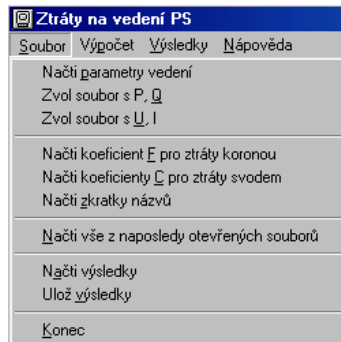 Ztráty na vedení PS
Soubor Výpočet Výsledky Nápověda
Načti parametry vedení
Zvol soubor s P, Q
Zvol soubor s U, I
Načti koeficient F pro ztráty koronou
Načti koeficienty C pro ztráty svodem
Načti zkratky názvů
Načti vše z naposledy otevřených souborů
Načti výsledky
Ulož výsledky
Konec